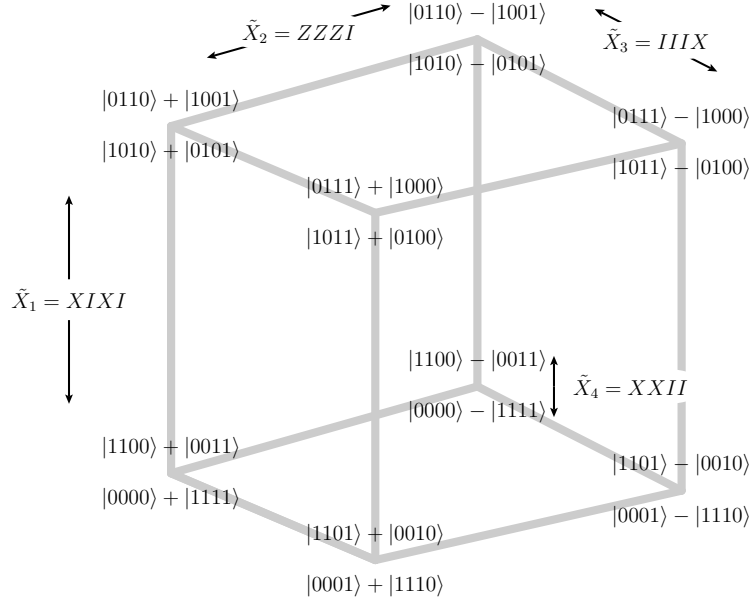 |0110⟩ − |1001⟩
X̃₂ = ZZZI
X̃₃ = IIIX
|1010⟩ − |0101⟩
|0110⟩ + |1001⟩
|0111⟩ − |1000⟩
|1010⟩ + |0101⟩
|1011⟩ − |0100⟩
|0111⟩ + |1000⟩
|1011⟩ + |0100⟩
X̃₁ = XIXI
|1100⟩ − |0011⟩
X̃₄ = XXII
|0000⟩ − |1111⟩
|1100⟩ + |0011⟩
|1101⟩ − |0010⟩
|0000⟩ + |1111⟩
|0001⟩ − |1110⟩
|1101⟩ + |0010⟩
|0001⟩ + |1110⟩